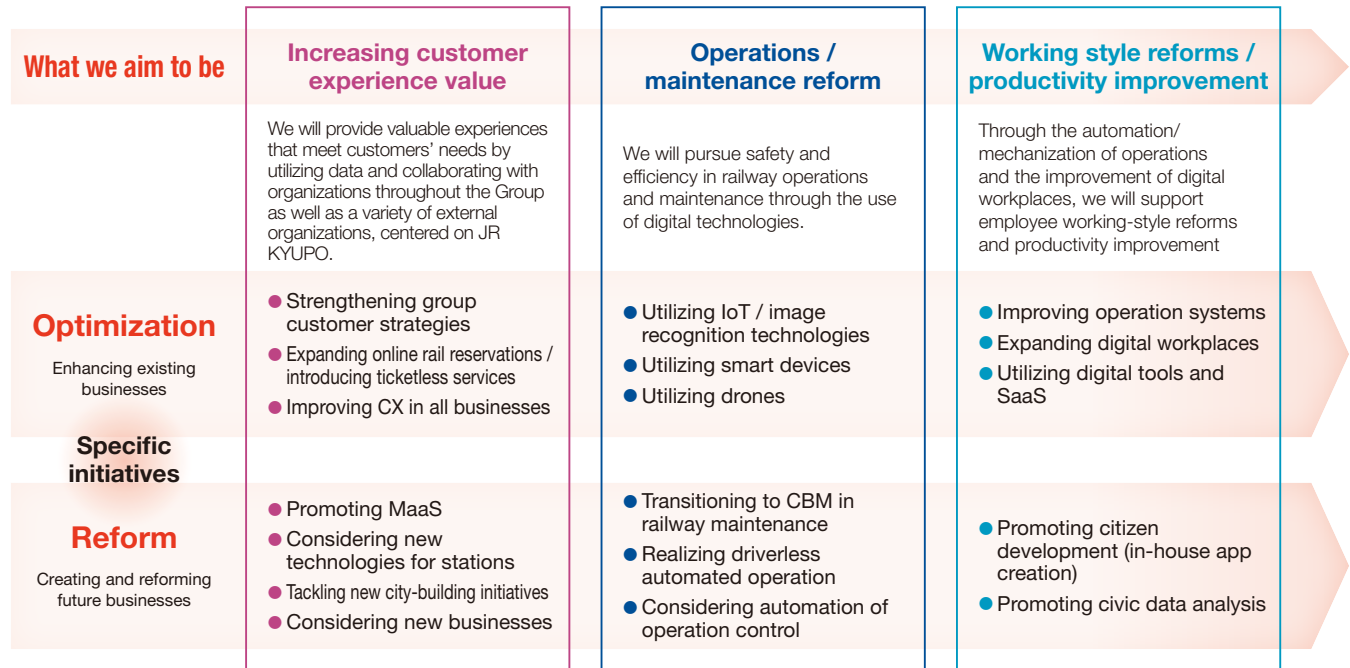 What we aim to be
Increasing customer
experience value
Operations /
maintenance reform
Working style reforms /
productivity improvement
We will provide valuable experiences
that meet customers' needs by
utilizing data and collaborating with
organizations throughout the Group
as well as a variety of external
organizations, centered on JR
KYUPO.
We will pursue safety and
efficiency in railway operations
and maintenance through the use
of digital technologies.
Through the automation/
mechanization of operations
and the improvement of digital
workplaces, we will support
employee working-style reforms
and productivity improvement
Optimization
Enhancing existing
businesses
● Strengthening group
customer strategies
● Expanding online rail reservations /
introducing ticketless services
● Improving CX in all businesses
● Utilizing IoT / image
recognition technologies
● Utilizing smart devices
● Utilizing drones
● Improving operation systems
● Expanding digital workplaces
● Utilizing digital tools and
SaaS
Specific
initiatives
Reform
Creating and reforming
future businesses
● Promoting MaaS
● Considering new
technologies for stations
● Tackling new city-building initiatives
● Considering new businesses
● Transitioning to CBM in
railway maintenance
● Realizing driverless
automated operation
● Considering automation of
operation control
● Promoting citizen
development (in-house app
creation)
● Promoting civic data analysis